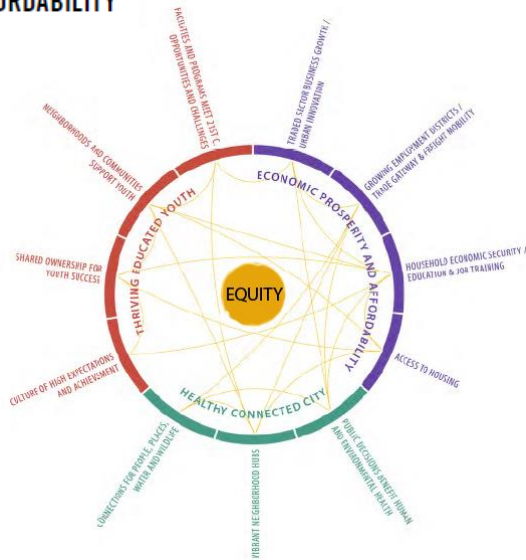 FACILITIES AND PROGRAMS MEET 21ST C.
OPPORTUNITIES AND CHALLENGES
TRADED SECTOR BUSINESS GROWTH /
URBAN INNOVATION
NEIGHBORHOODS AND COMMUNITIES
SUPPORT YOUTH
GROWING EMPLOYMENT DISTRICTS /
TRADE GATEWAY & FREIGHT MOBILITY
SHARED OWNERSHIP FOR
YOUTH SUCCESS
HOUSEHOLD ECONOMIC SECURITY /
EDUCATION & JOB TRAINING
CULTURE OF HIGH EXPECTATIONS
AND ACHIEVEMENT
ACCESS TO HOUSING
CONNECTIONS FOR PEOPLE, PLACES,
WATER AND WILDLIFE
VIBRANT NEIGHBORHOOD HUBS
PUBLIC DECISIONS BENEFIT HUMAN
AND ENVIRONMENTAL HEALTH
THRIVING EDUCATED YOUTH
ECONOMIC PROSPERITY AND AFFORDABILITY
HEALTHY CONNECTED CITY
EQUITY